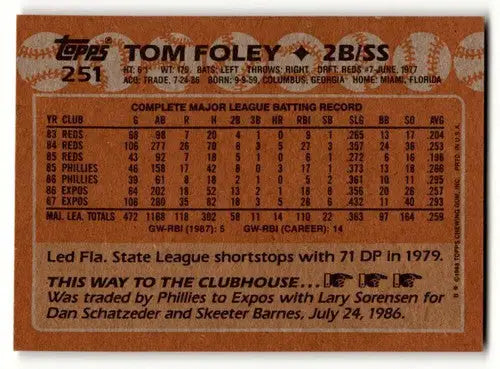 Topps
251
TOM FOLEY ✦ 2B/SS
HT: 6'1" WT: 175 BATS: LEFT THROWS: RIGHT DRFT: REDS #7-JUNE, 1977
ACQ: TRADE, 7-24-86 BORN: 9-9-59, COLUMBUS, GEORGIA HOME: MIAMI, FLORIDA
COMPLETE MAJOR LEAGUE BATTING RECORD
YR CLUB G AB R H 2B 3B HR RBI SB SLG BB SO AVG
83 REDS 68 98 7 20 4 1 0 9 1 .265 13 17 .204
84 REDS 106 277 26 70 8 3 5 27 3 .357 24 36 .253
85 REDS 43 92 7 18 5 1 0 6 1 .272 6 16 .196
85 PHILLIES 46 158 17 42 8 0 3 17 1 .373 13 18 .266
86 PHILLIES 39 61 8 18 2 1 0 5 2 .361 10 11 .295
86 EXPOS 64 202 18 52 13 2 1 18 8 .356 20 26 .257
87 EXPOS 106 280 35 82 18 3 5 28 6 .432 11 40 .293
MAJ. LEA. TOTALS 472 1168 118 302 58 11 14 110 22 .363 97 164 .259
GW-RBI (1987): 5 GW-RBI (CAREER): 14
Led Fla. State League shortstops with 71 DP in 1979.
THIS WAY TO THE CLUBHOUSE...
Was traded by Phillies to Expos with Lary Sorensen for
Dan Schatzeder and Skeeter Barnes, July 24, 1986.
B * ©1988 TOPPS CHEWING GUM, INC. PRTD. IN U.S.A.